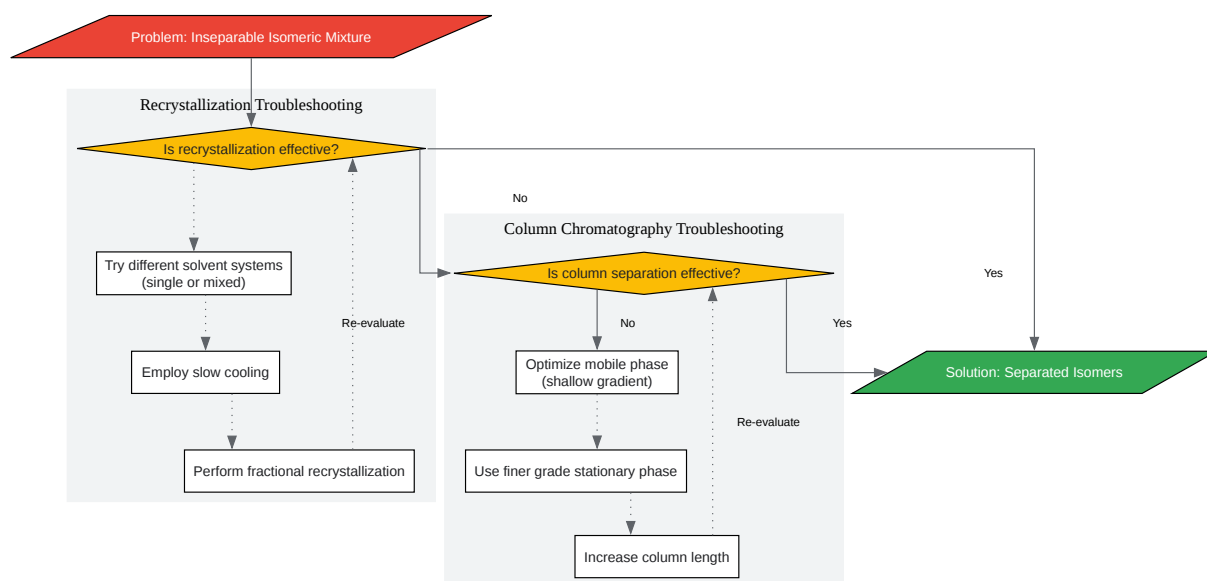 Problem: Inseparable Isomeric Mixture
Recrystallization Troubleshooting
Is recrystallization effective?
No
Yes
Try different solvent systems
(single or mixed)
Re-evaluate
Employ slow cooling
Perform fractional recrystallization
Column Chromatography Troubleshooting
Is column separation effective?
No
Yes
Optimize mobile phase
(shallow gradient)
Re-evaluate
Use finer grade stationary phase
Increase column length
Solution: Separated Isomers